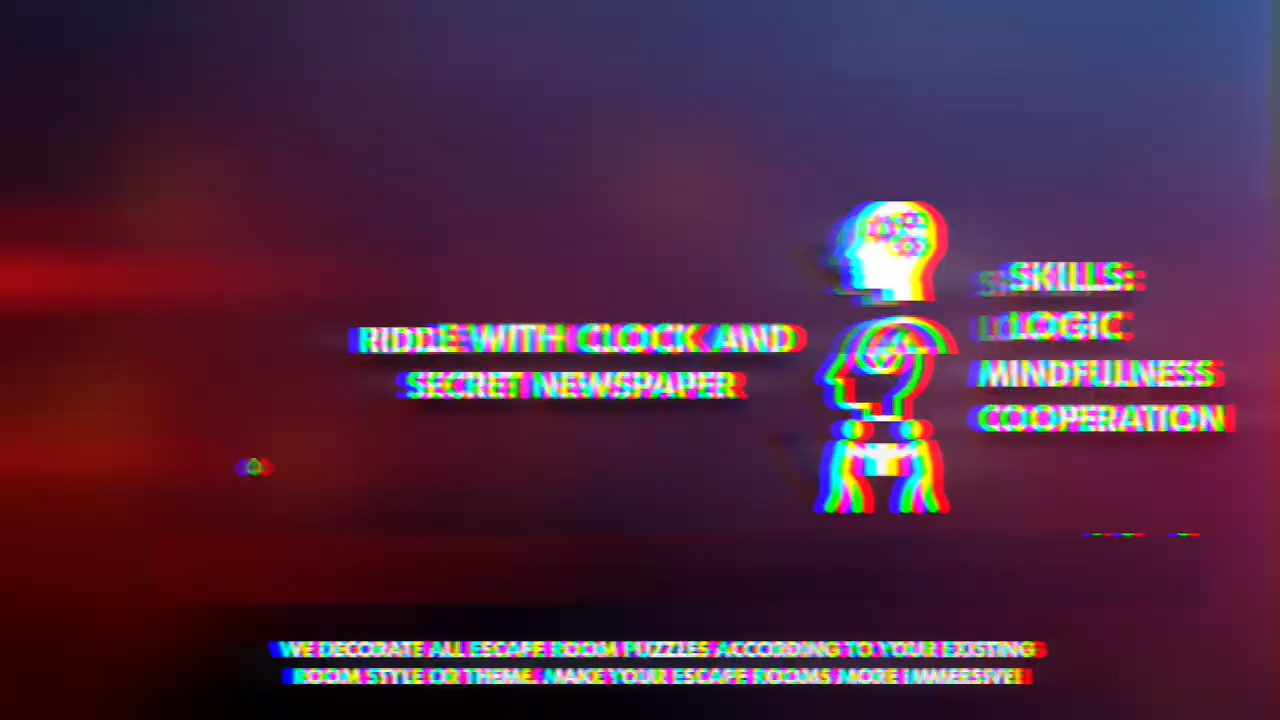 RIDDLE WITH CLOCK AND
SECRET NEWSPAPER
SKILLS:
LOGIC
MINDFULNESS
COOPERATION
WE DECORATE ALL ESCAPE ROOM PUZZLES ACCORDING TO YOUR EXISTING
ROOM STYLE OR THEME. MAKE YOUR ESCAPE ROOMS MORE IMMERSIVE!